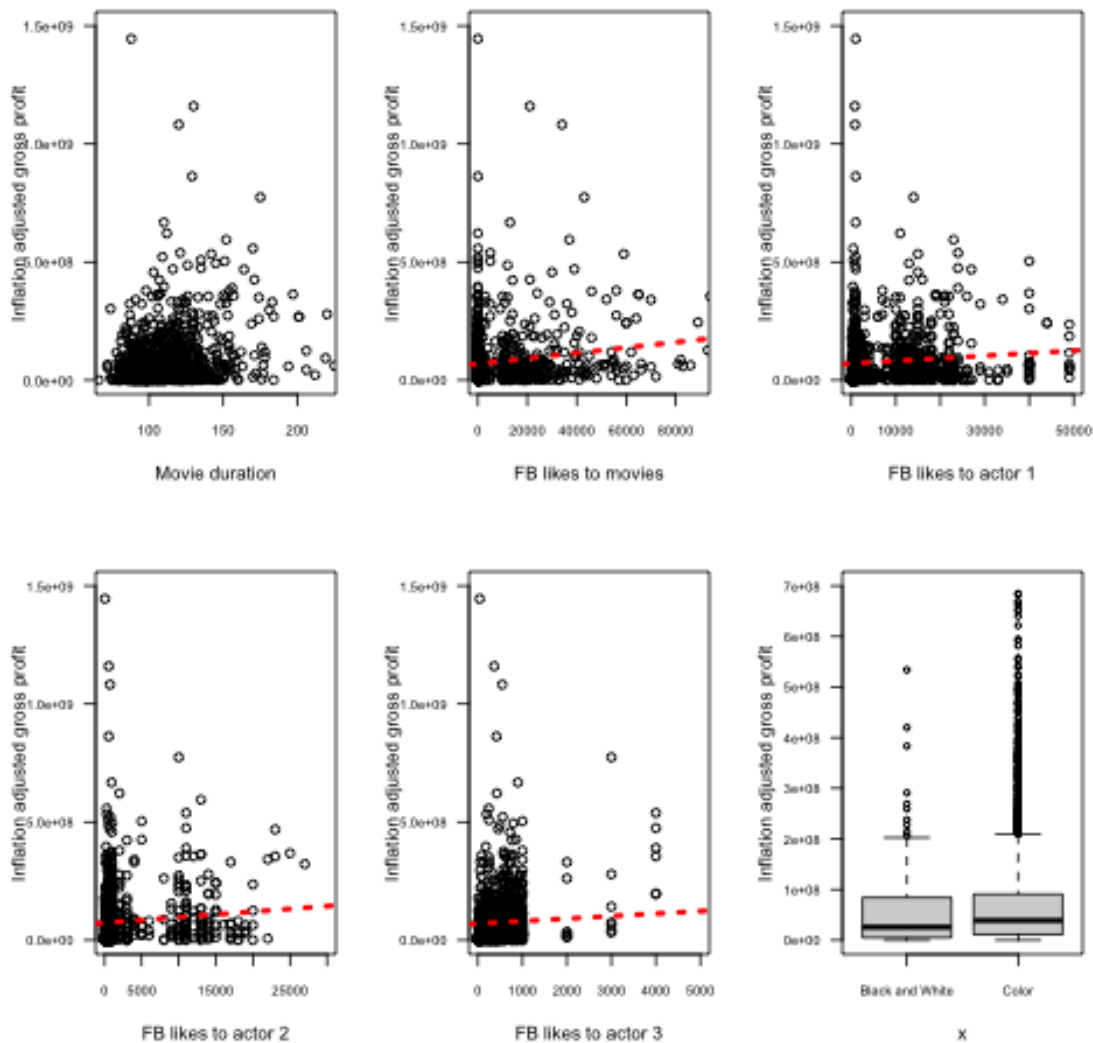 Inflation adjusted gross profit
1.5e+09
1.0e+09
5.0e+08
0.0e+00
100 150 200
Movie duration
Inflation adjusted gross profit
1.5e+09
1.0e+09
5.0e+08
0.0e+00
0 20000 40000 60000 80000
FB likes to movies
Inflation adjusted gross profit
1.5e+09
1.0e+09
5.0e+08
0.0e+00
0 10000 30000 50000
FB likes to actor 1
Inflation adjusted gross profit
1.5e+09
1.0e+09
5.0e+08
0.0e+00
0 5000 15000 25000
FB likes to actor 2
Inflation adjusted gross profit
1.5e+09
1.0e+09
5.0e+08
0.0e+00
0 1000 2000 3000 4000 5000
FB likes to actor 3
Inflation adjusted gross profit
7e+08
6e+08
5e+08
4e+08
3e+08
2e+08
1e+08
0e+00
Black and White Color
x